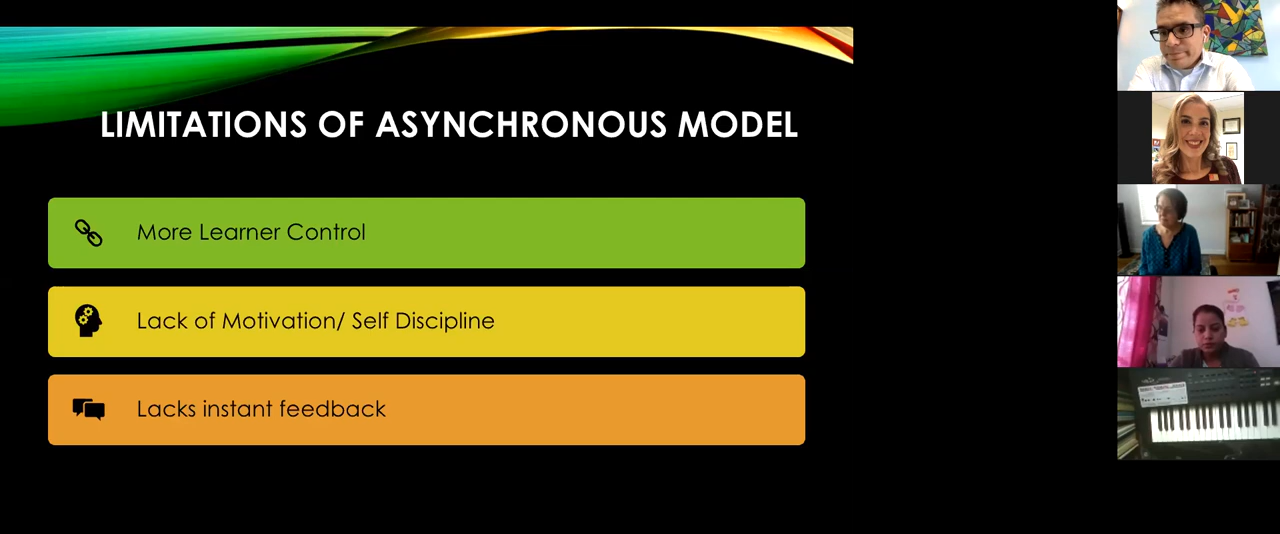 LIMITATIONS OF ASYNCHRONOUS MODEL
More Learner Control
Lack of Motivation/ Self Discipline
Lacks instant feedback